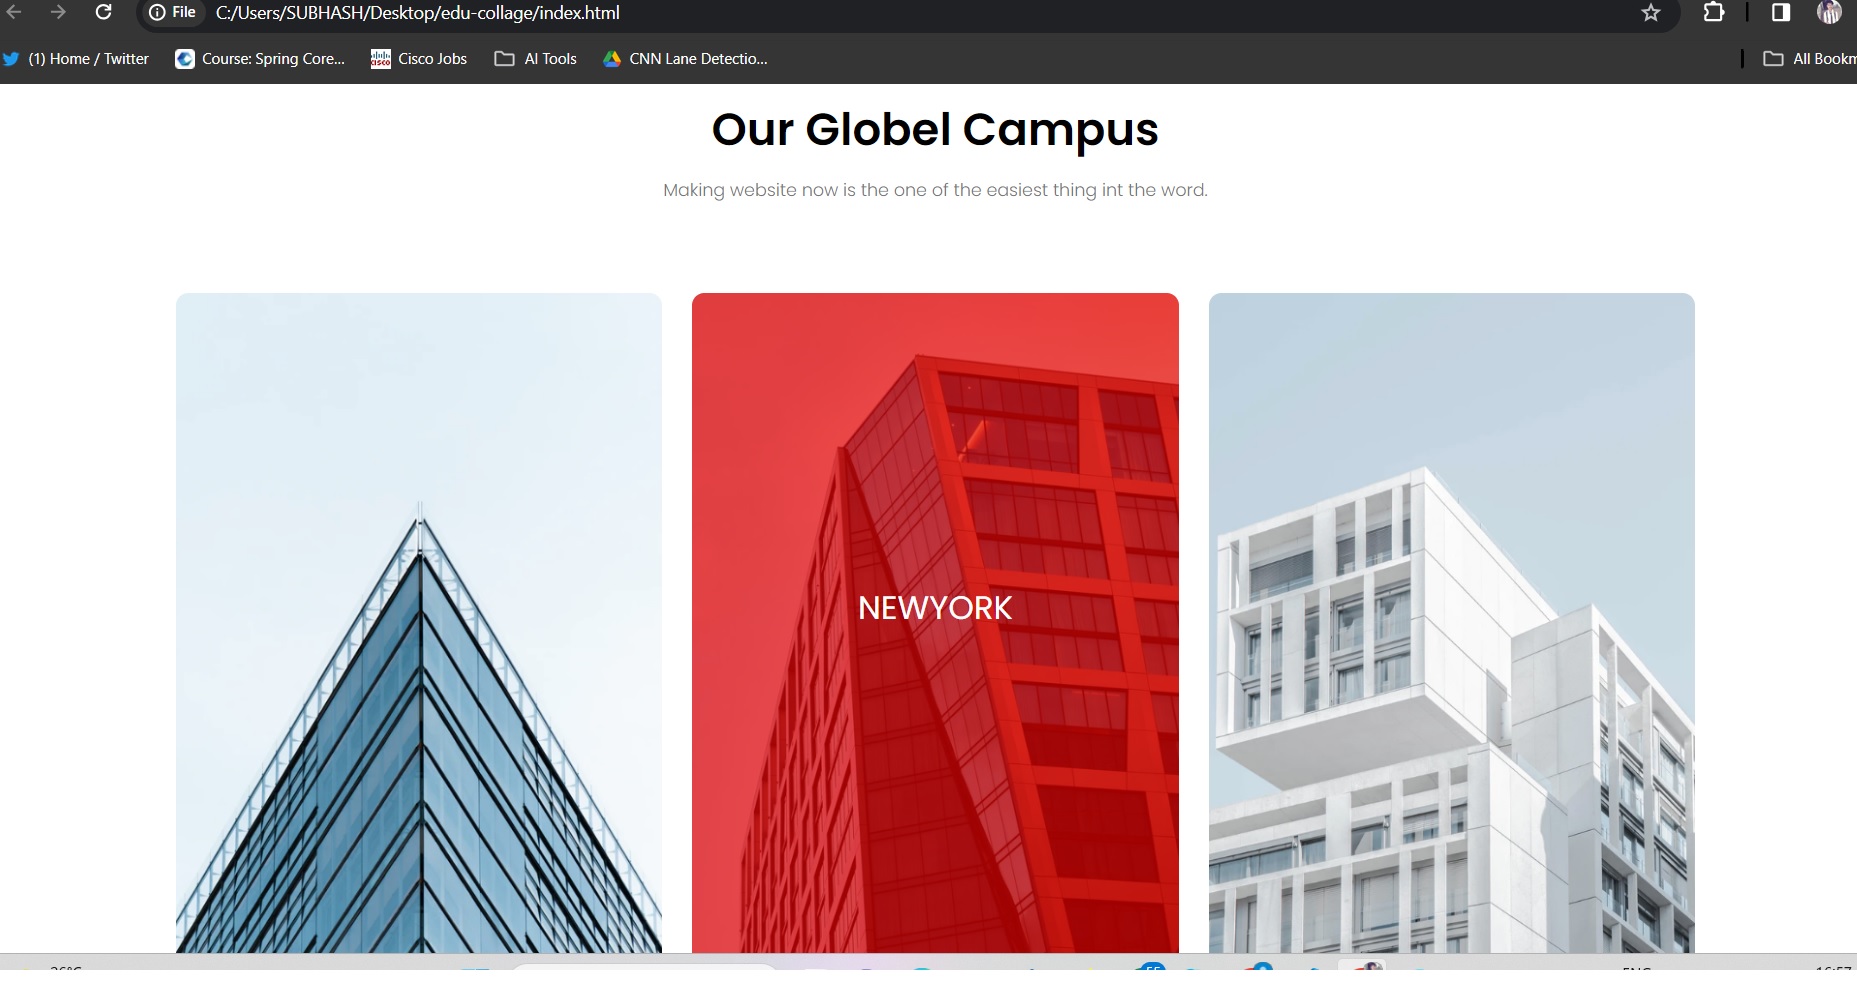 File C:/Users/SUBHASH/Desktop/edu-collage/index.html
(1) Home / Twitter Course: Spring Core... CISCO Cisco Jobs AI Tools CNN Lane Detectio... All Bookm
Our Globel Campus
Making website now is the one of the easiest thing int the word.
NEWYORK